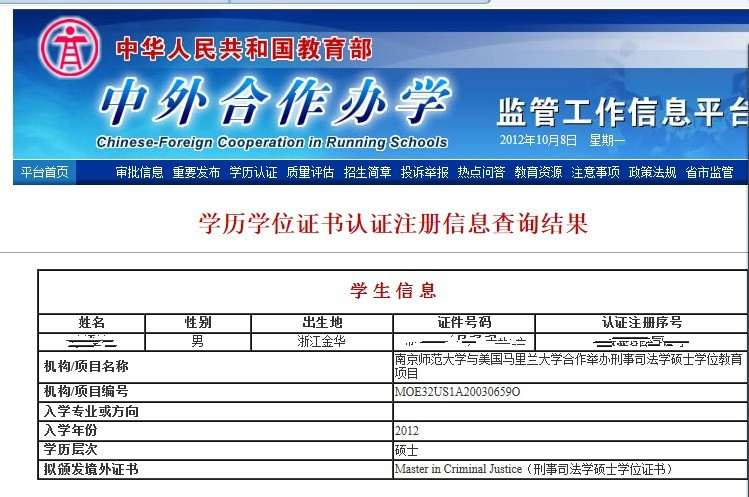 中华人民共和国教育部
中外合作办学
监管工作信息平台
Chinese-Foreign Cooperation in Running Schools
2012年10月8日 星期一
平台首页 审批信息 重要发布 学历认证 质量评估 招生简章 投诉举报 热点问答 教育资源 注意事项 政策法规 省市监管
学历学位证书认证注册信息查询结果
学生信息
姓名 性别 出生地 证件号码 认证注册序号
男 浙江金华
机构/项目名称 南京师范大学与美国马里兰大学合作举办刑事司法学硕士学位教育
项目
机构/项目编号 MOE32US1A20030659O
入学专业或方向
入学年份 2012
学历层次 硕士
拟颁发境外证书 Master in Criminal Justice（刑事司法学硕士学位证书）